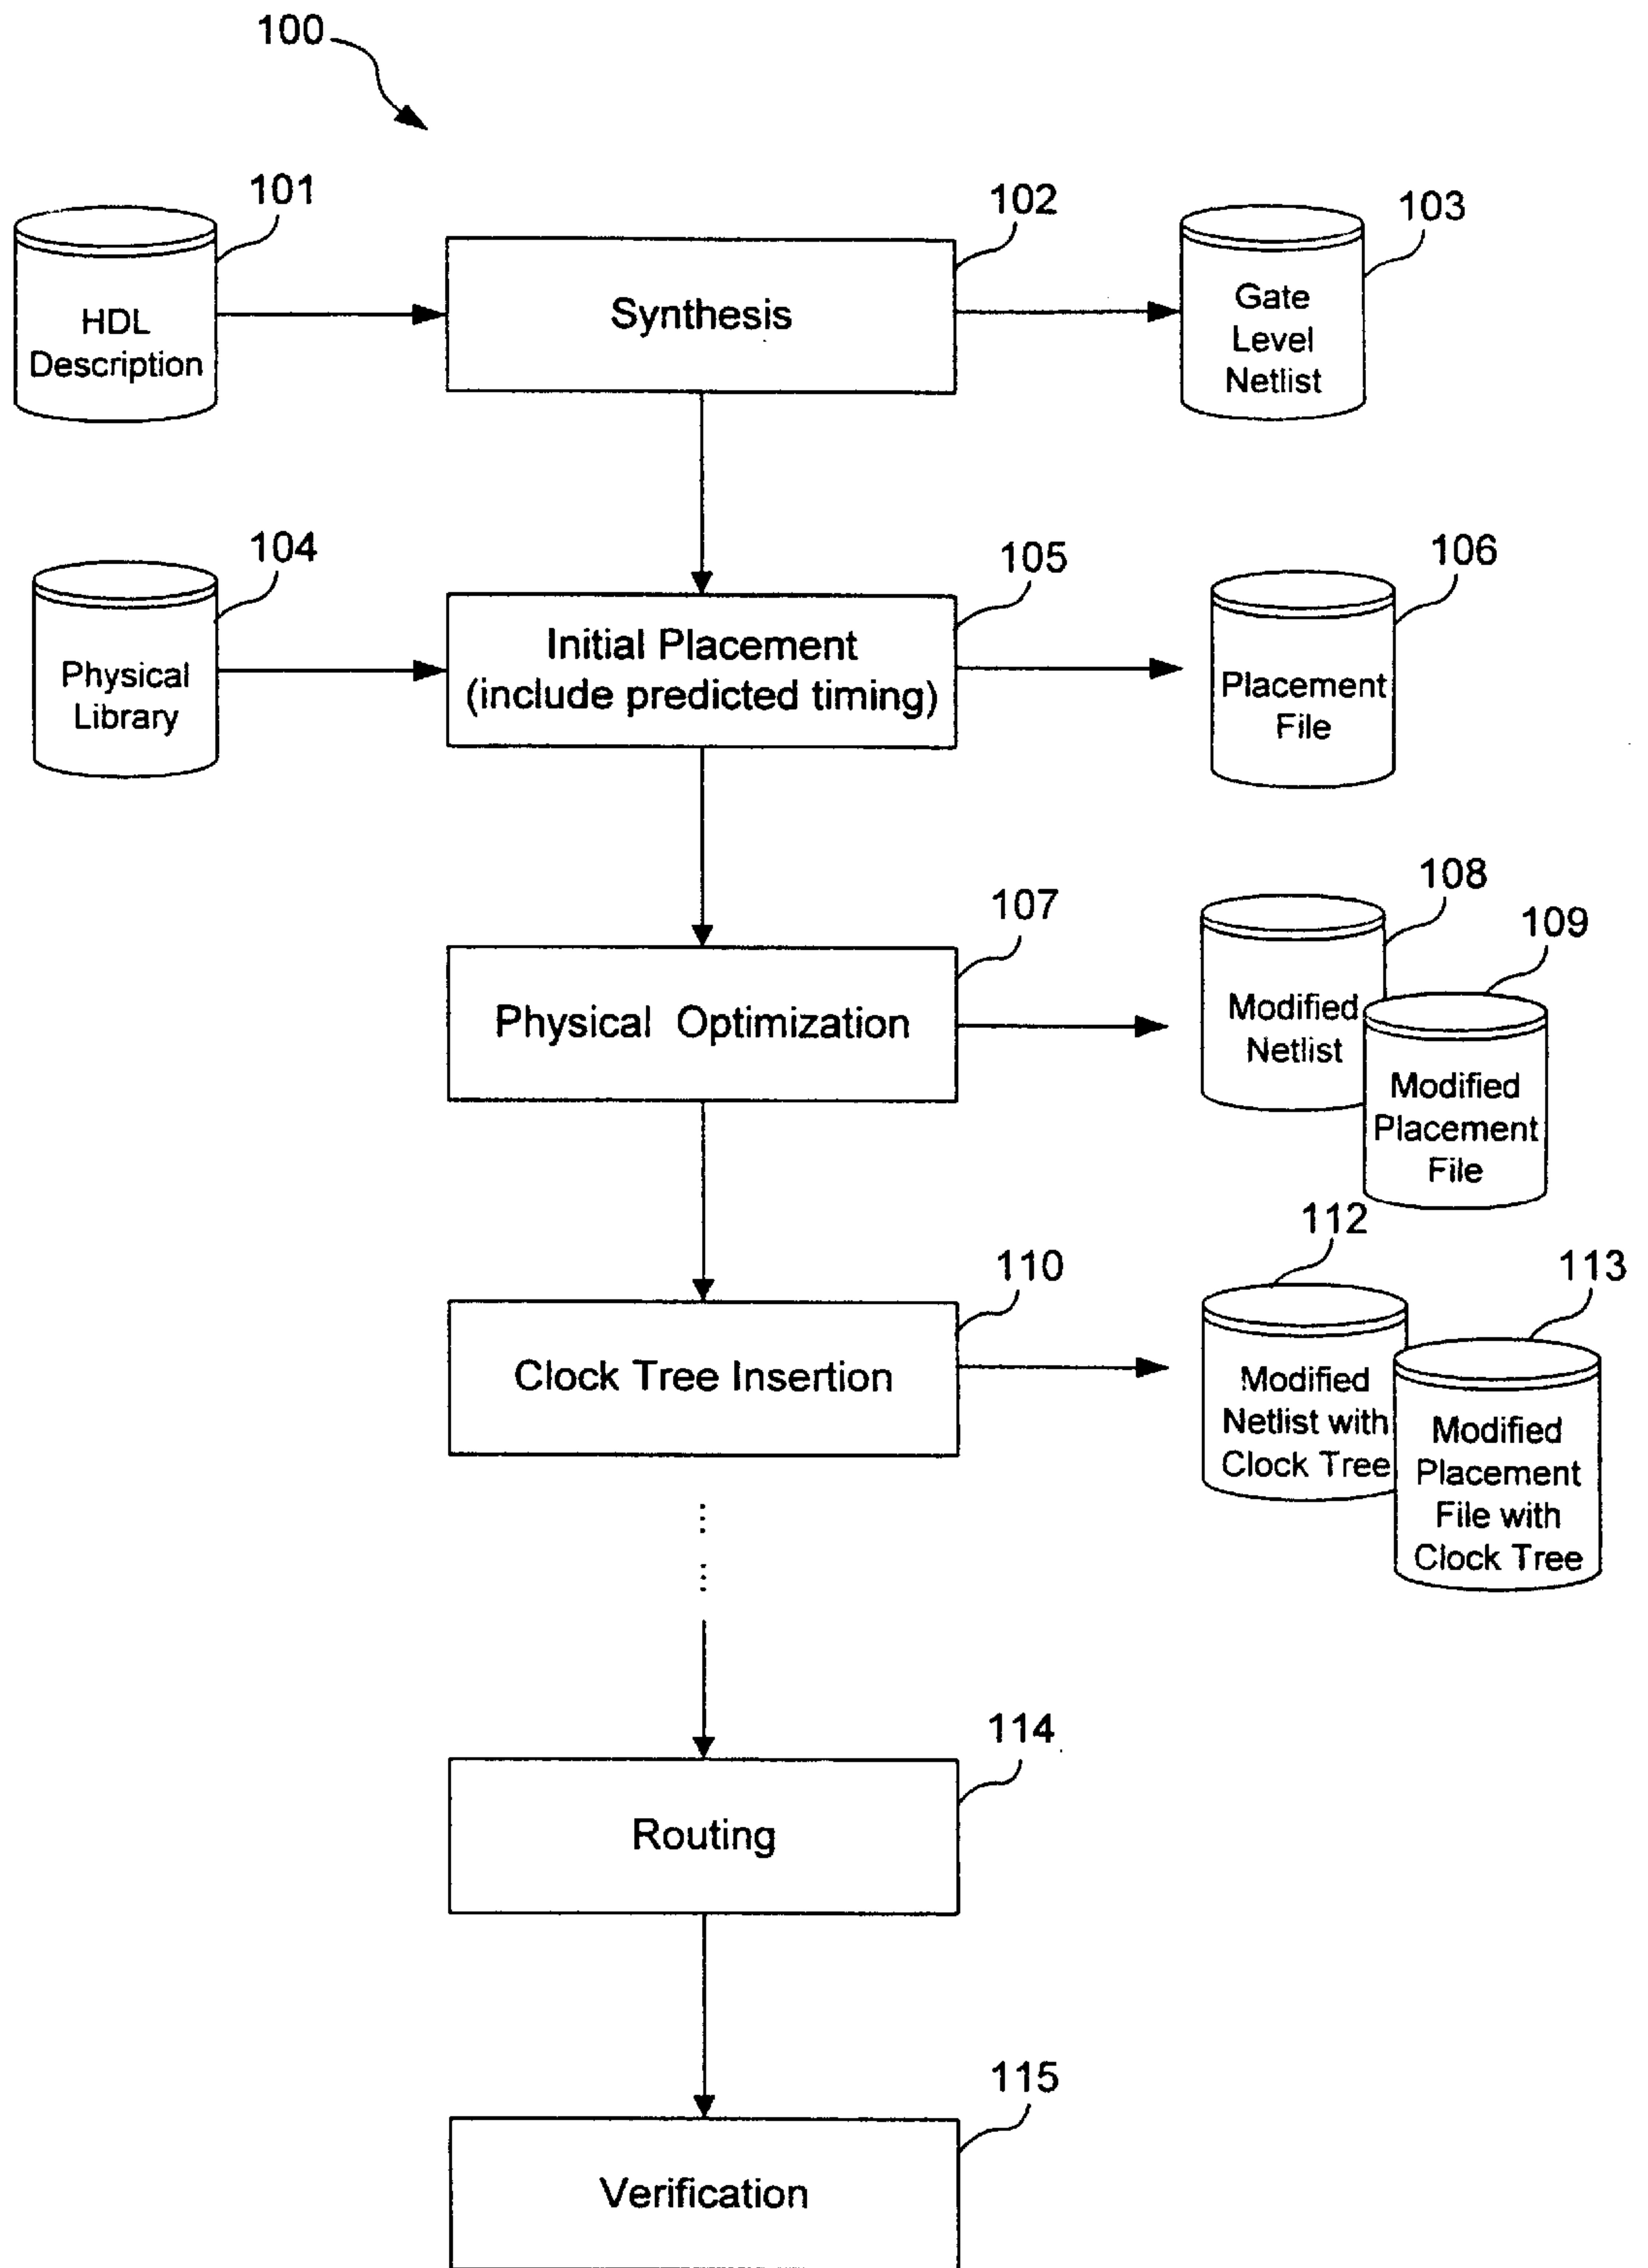 100
101
102
103
HDL
Description
Synthesis
Gate
Level
Netlist
104
105
106
Physical
Library
Initial Placement
(include predicted timing)
Placement
File
107
108
109
Physical Optimization
Modified
Netlist
Modified
Placement
File
110
112
113
Clock Tree Insertion
Modified
Netlist with
Clock Tree
Modified
Placement
File with
Clock Tree
114
Routing
115
Verification